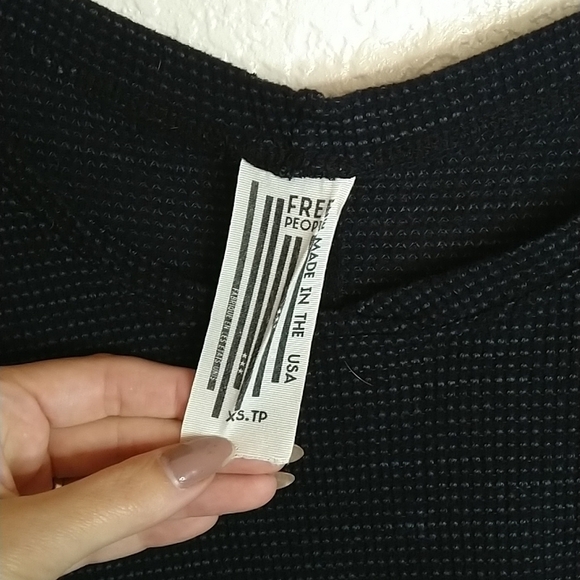 FREE
PEOPLE
MADE IN THE USA
XS.TP